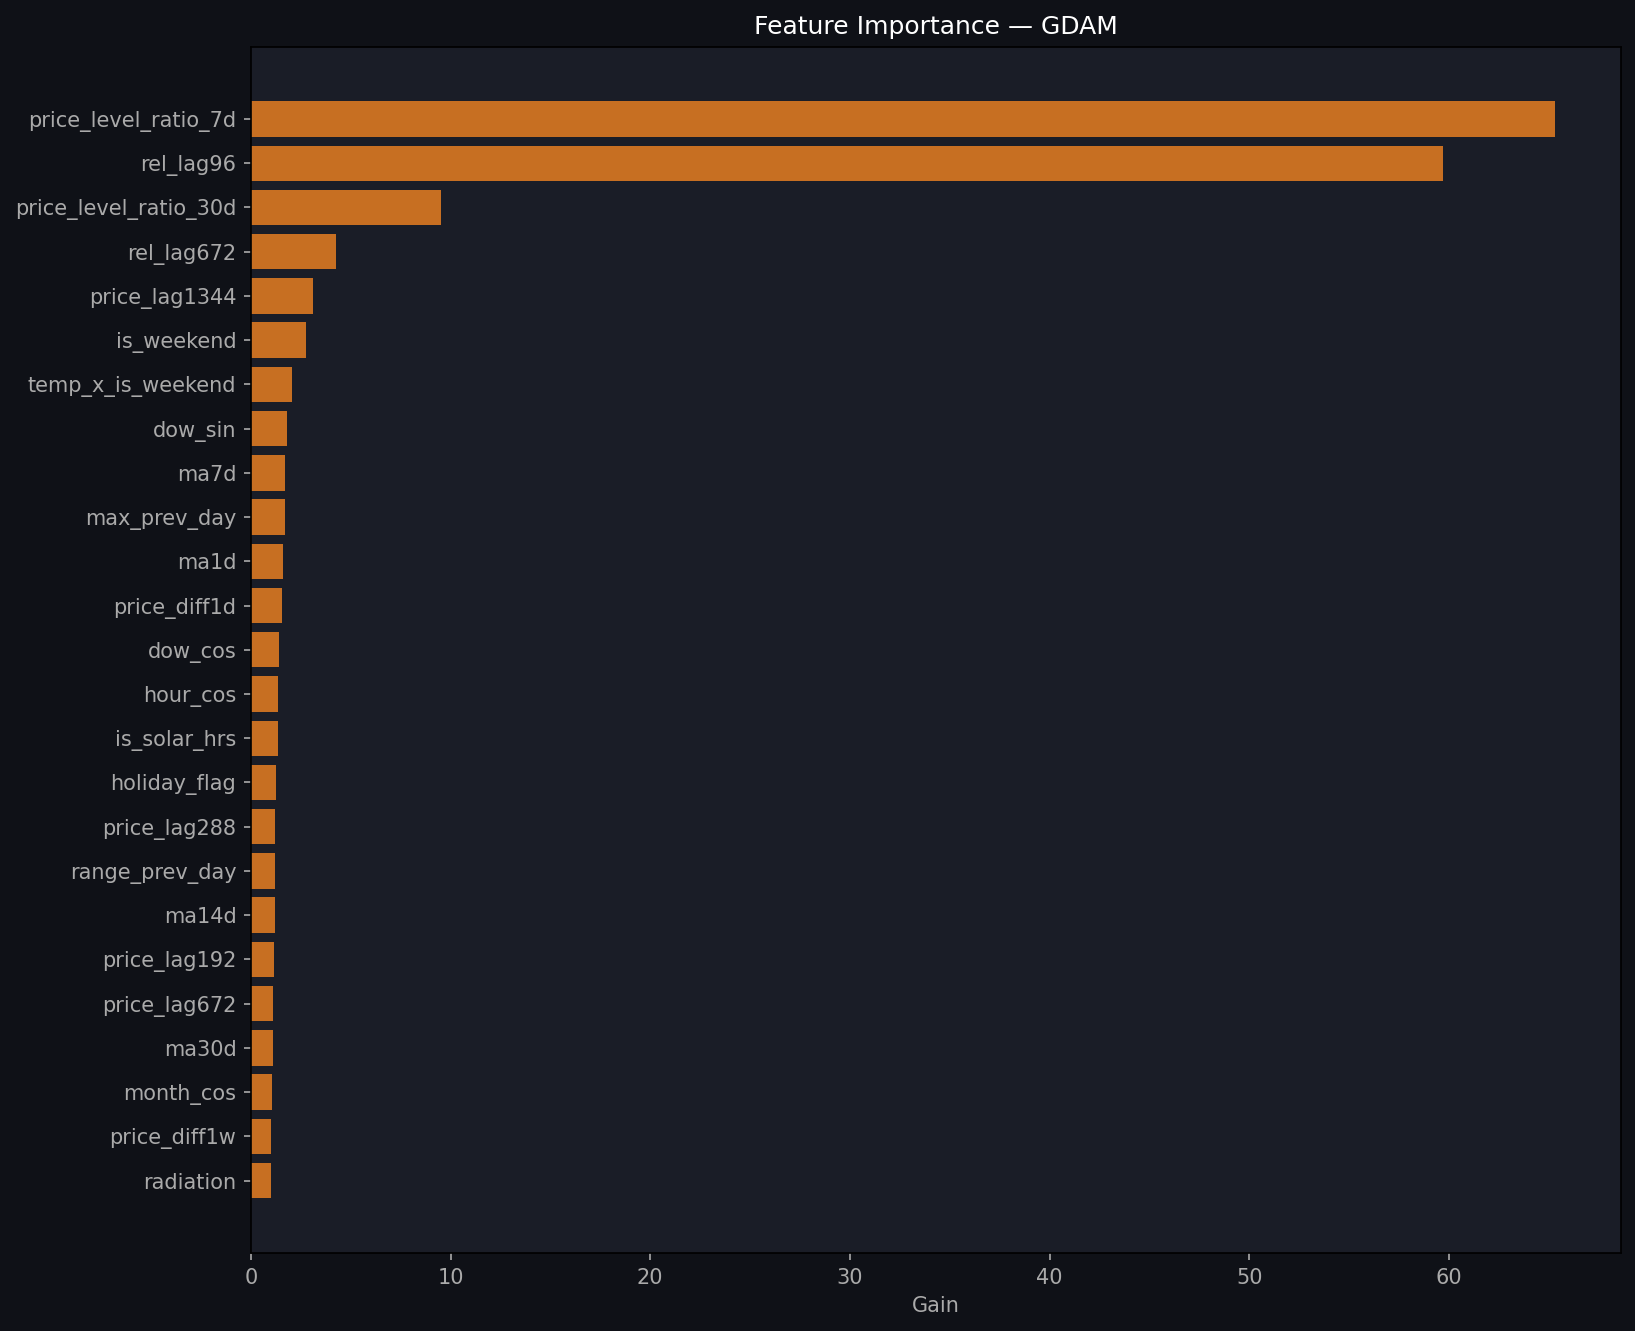 Feature Importance — GDAM
price_level_ratio_7d
rel_lag96
price_level_ratio_30d
rel_lag672
price_lag1344
is_weekend
temp_x_is_weekend
dow_sin
ma7d
max_prev_day
ma1d
price_diff1d
dow_cos
hour_cos
is_solar_hrs
holiday_flag
price_lag288
range_prev_day
ma14d
price_lag192
price_lag672
ma30d
month_cos
price_diff1w
radiation
0 10 20 30 40 50 60
Gain